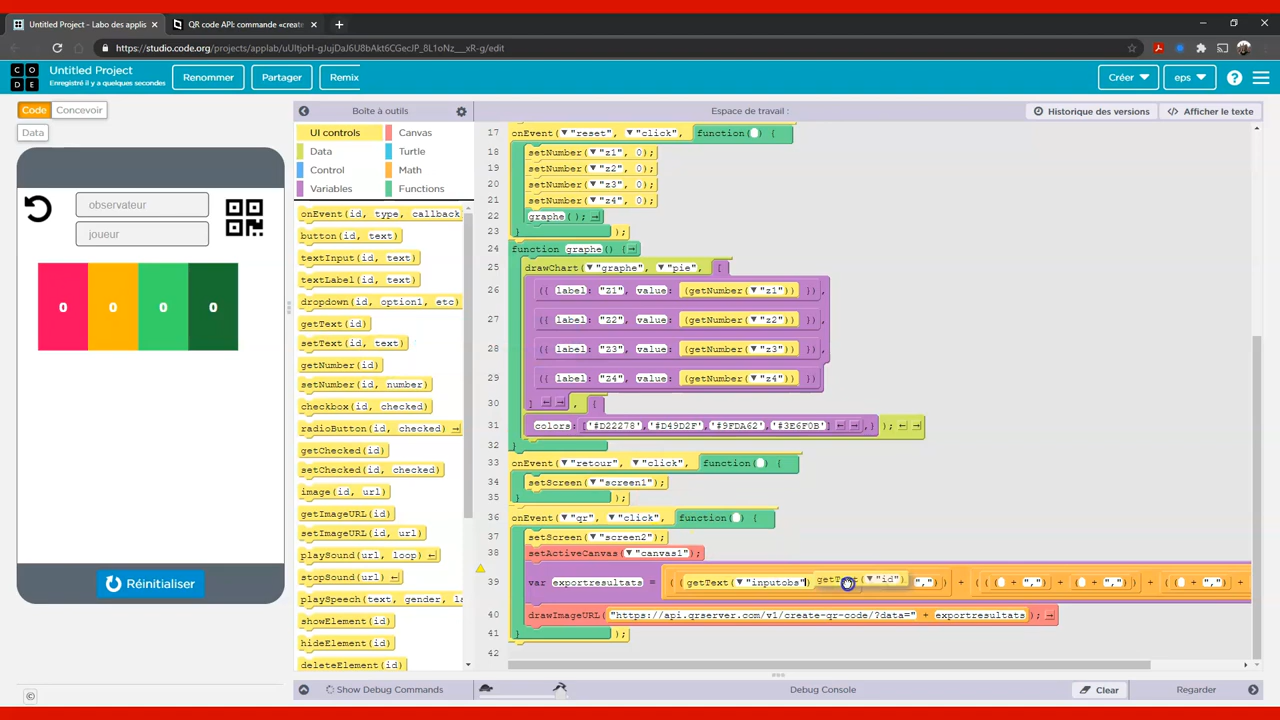 Untitled Project - Labo des applis
QR code API: commande «create
https://studio.code.org/projects/applab/uUltjoH-gJujDaJ6U8bAkt6CGecJP_8L1oNz_xR-g/edit
CODE
Untitled Project
Enregistré il y a quelques secondes
Renommer
Partager
Remix
Créer
eps
Code
Concevoir
Boîte à outils
Espace de travail :
Historique des versions
</> Afficher le texte
Data
UI controls
Canvas
Data
Turtle
Control
Math
Variables
Functions
observateur
joueur
0 0 0 0
Réinitialiser
onEvent(id, type, callback
button(id, text)
textInput(id, text)
textLabel(id, text)
dropdown(id, option1, etc)
getText(id)
setText(id, text)
getNumber(id)
setNumber(id, number)
checkbox(id, checked)
radioButton(id, checked)
getChecked(id)
setChecked(id, checked)
image(id, url)
getImageURL(id)
setImageURL(id, url)
playSound(url, loop)
stopSound(url)
playSpeech(text, gender, la
showElement(id)
hideElement(id)
deleteElement(id)
17 onEvent("reset", "click", function() {
18 setNumber("z1", 0);
19 setNumber("z2", 0);
20 setNumber("z3", 0);
21 setNumber("z4", 0);
22 graphe();
23 } );
24 function graphe() {
25 drawChart("graphe", "pie", [
26 ({ label: "z1", value: (getNumber("z1")) }),
27 ({ label: "Z2", value: (getNumber("z2")) }),
28 ({ label: "Z3", value: (getNumber("z3")) }),
29 ({ label: "Z4", value: (getNumber("z4")) })
30 ] , {
31 colors: ['#D22278','#D49D2F','#9FDA62','#3E6F0B'] ,} );
32 }
33 onEvent("retour", "click", function() {
34 setScreen("screen1");
35 } );
36 onEvent("qr", "click", function() {
37 setScreen("screen2");
38 setActiveCanvas("canvas1");
39 var exportresultats = ( ( getText("inputobs") getText("id") ",") ) + ( ( ( + ",") + ( + ",") ) + ( ( + ",") +
40 drawImageURL("https://api.qrserver.com/v1/create-qr-code/?data=" + exportresultats);
41 } );
42
Show Debug Commands
Debug Console
Clear
Regarder